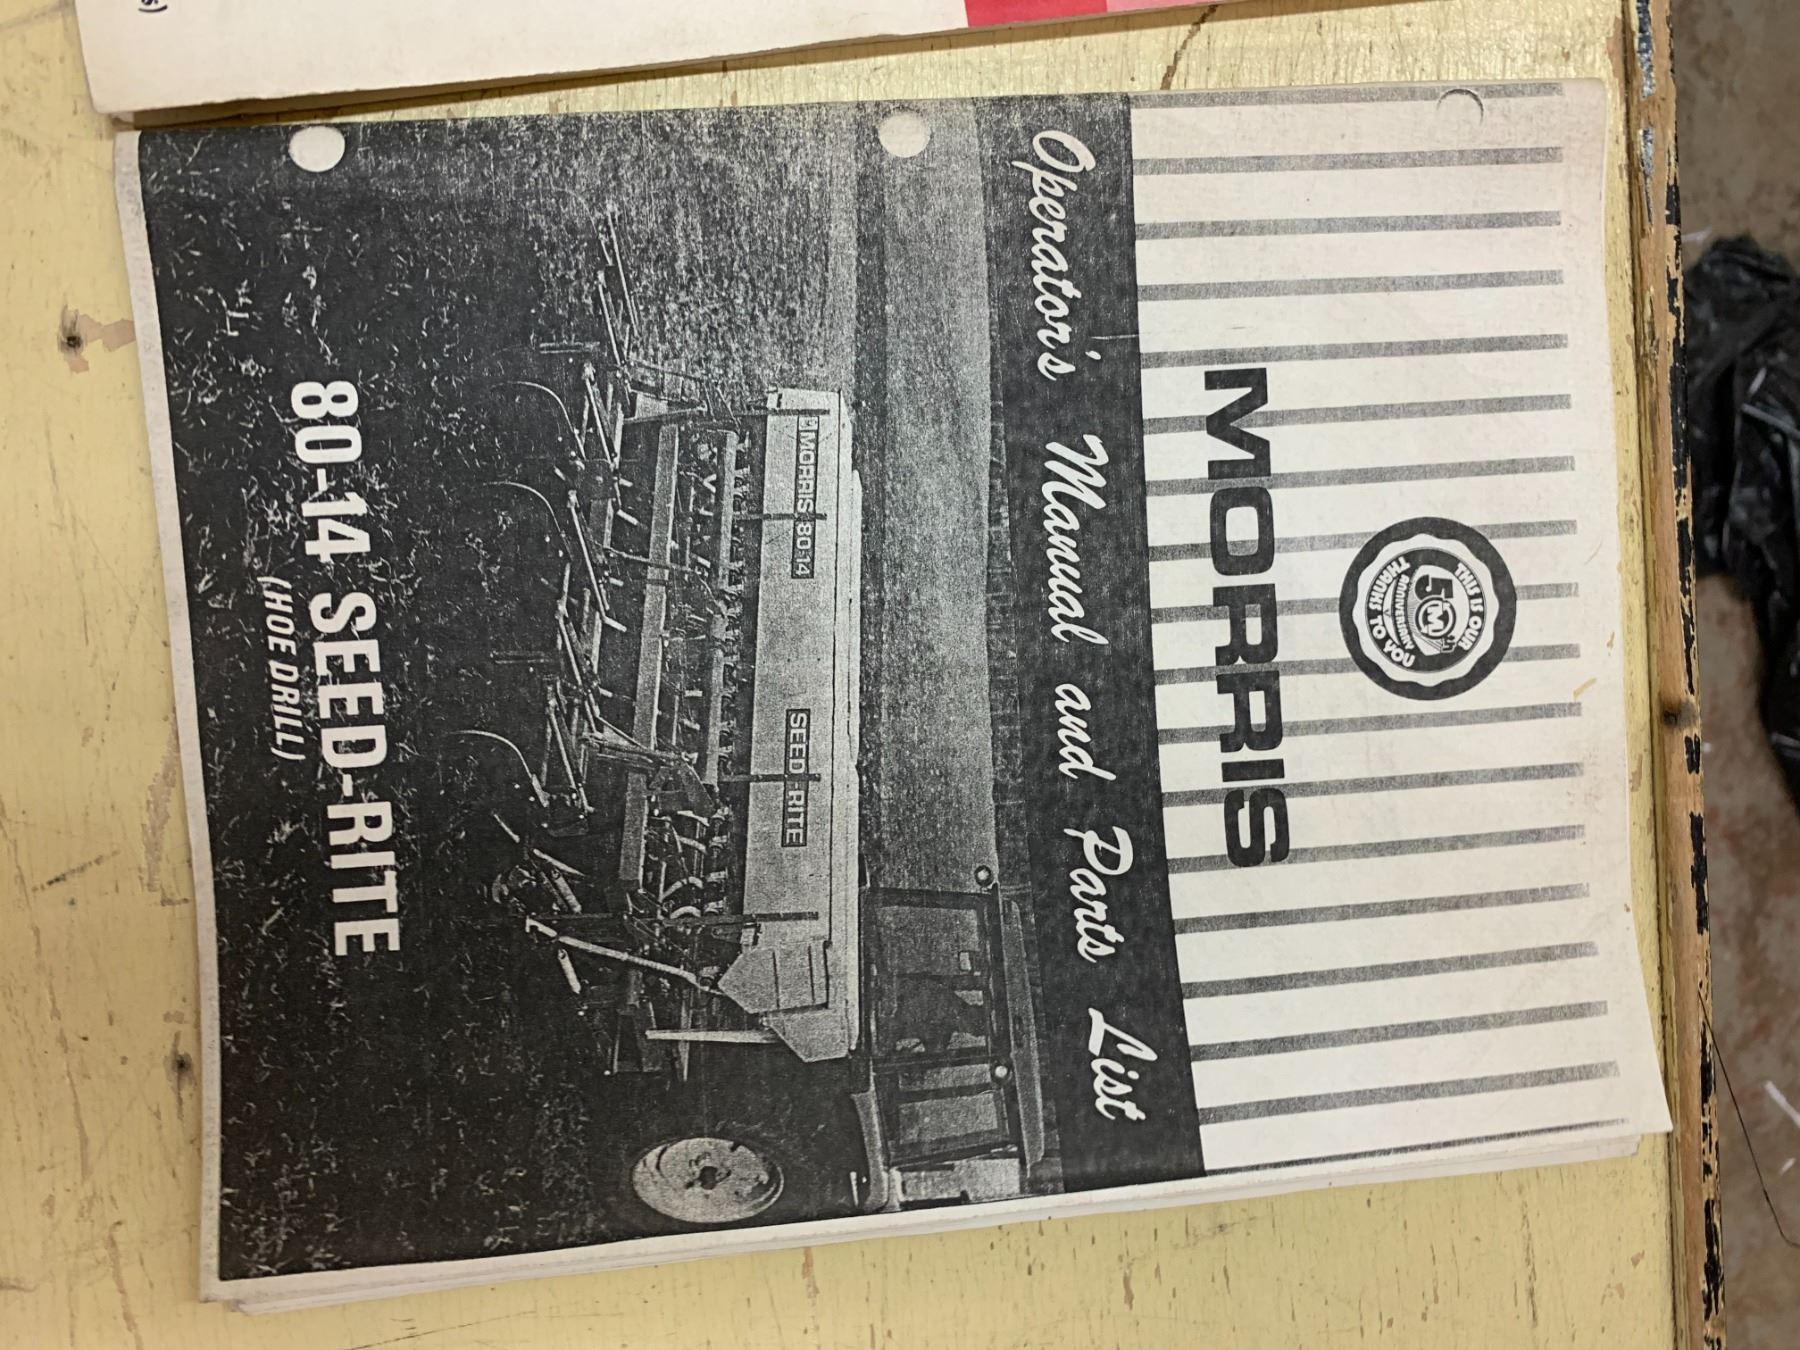 THIS IS OUR
ANNIVERSARY
THANKS TO YOU
MORRIS
Operator's Manual and Parts List
MORRIS 80-14
SEED-RITE
80-14 SEED-RITE
(HOE DRILL)